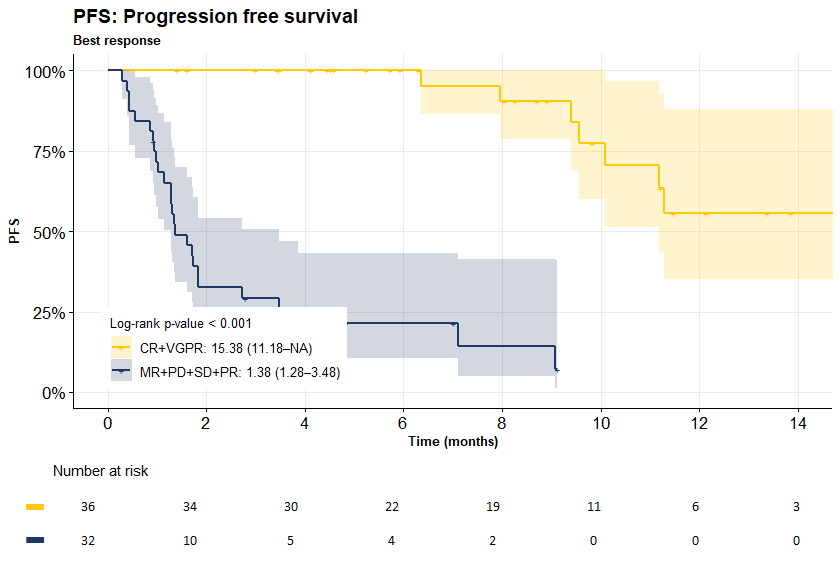 PFS: Progression free survival
Best response
100%
75%
50%
25%
0%
PFS
Log-rank p-value < 0.001
CR+VGPR: 15.38 (11.18–NA)
MR+PD+SD+PR: 1.38 (1.28–3.48)
0 2 4 6 8 10 12 14
Time (months)
Number at risk
36 34 30 22 19 11 6 3
32 10 5 4 2 0 0 0